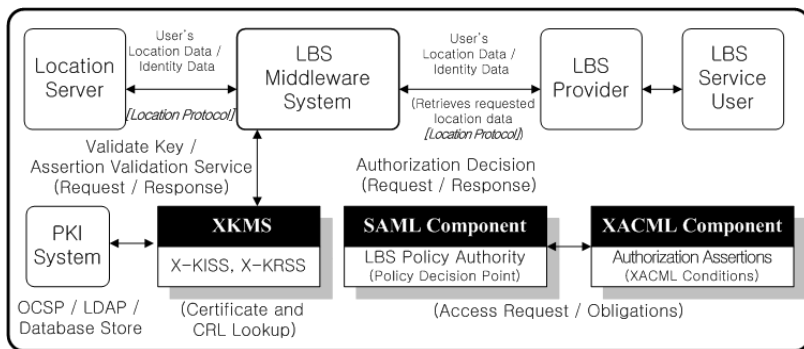 Location
Server
User's
Location Data /
Identity Data
[Location Protocol]
LBS
Middleware
System
User's
Location Data /
Identity Data
(Retrieves requested
location data
[Location Protocol])
LBS
Provider
LBS
Service
User
Validate Key /
Assertion Validation Service
(Request / Response)
Authorization Decision
(Request / Response)
PKI
System
XKMS
X-KISS, X-KRSS
SAML Component
LBS Policy Authority
(Policy Decision Point)
XACML Component
Authorization Assertions
(XACML Conditions)
OCSP / LDAP /
Database Store
(Certificate and
CRL Lookup)
(Access Request / Obligations)